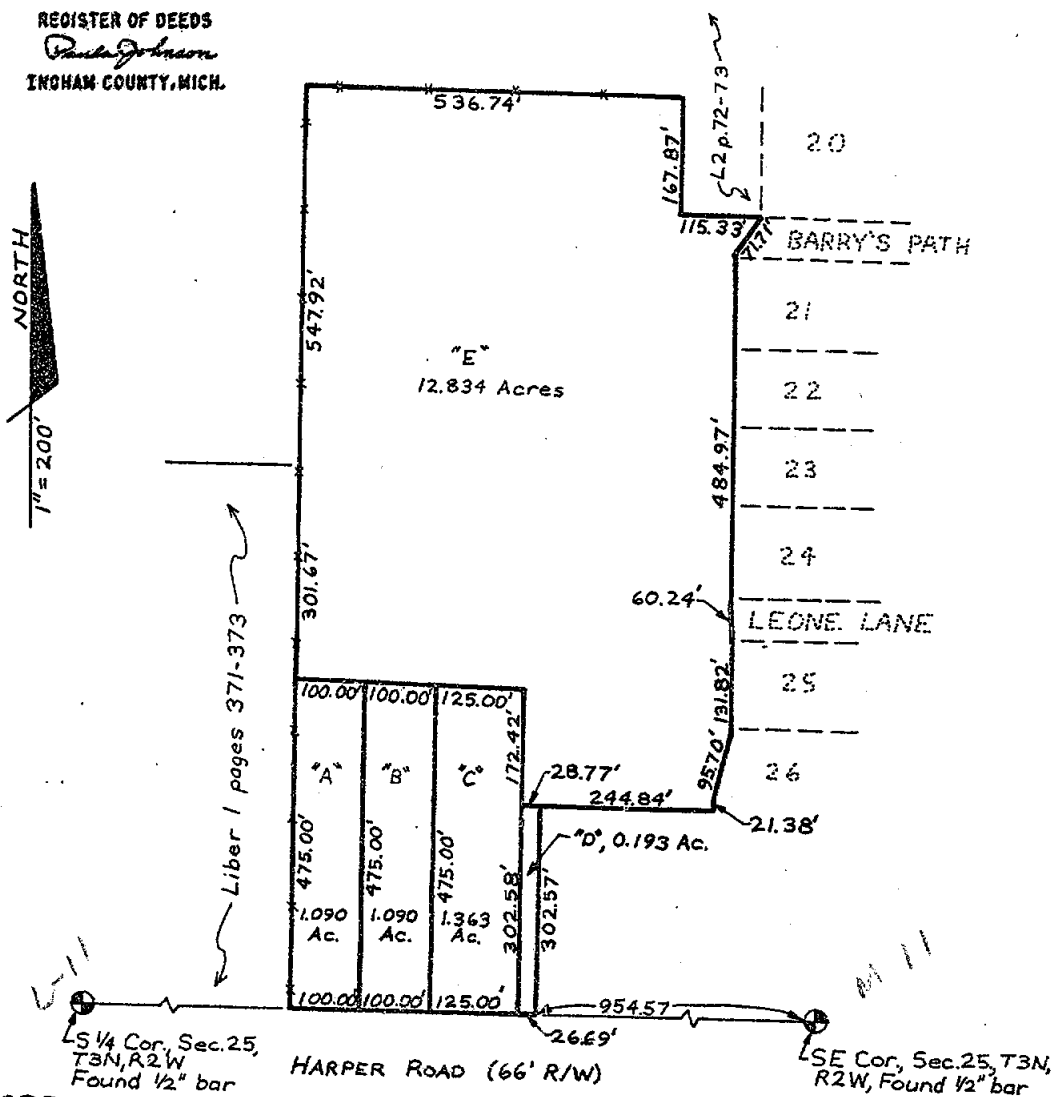 REGISTER OF DEEDS
Paula Johnson
INGHAM COUNTY, MICH.
NORTH
1" = 200'
536.74'
167.87'
L2 p.72-73
20
115.33'
71.71'
BARRY'S PATH
547.92'
21
"E"
12.834 Acres
22
484.97'
23
24
301.67'
60.24'
LEONE LANE
Liber 1 pages 371-373
25
131.82'
100.00'
100.00'
125.00'
172.42'
95.70'
26
"A"
"B"
"C"
28.77'
244.84'
21.38'
"D", 0.193 Ac.
475.00'
475.00'
475.00'
302.58'
302.57'
1.090
Ac.
1.090
Ac.
1.363
Ac.
L-11
M 11
100.00'
100.00'
125.00'
954.57
26.69'
S 1/4 Cor., Sec.25,
T3N, R2W
Found 1/2" bar
HARPER ROAD (66' R/W)
SE Cor., Sec.25, T3N,
R2W, Found 1/2" bar